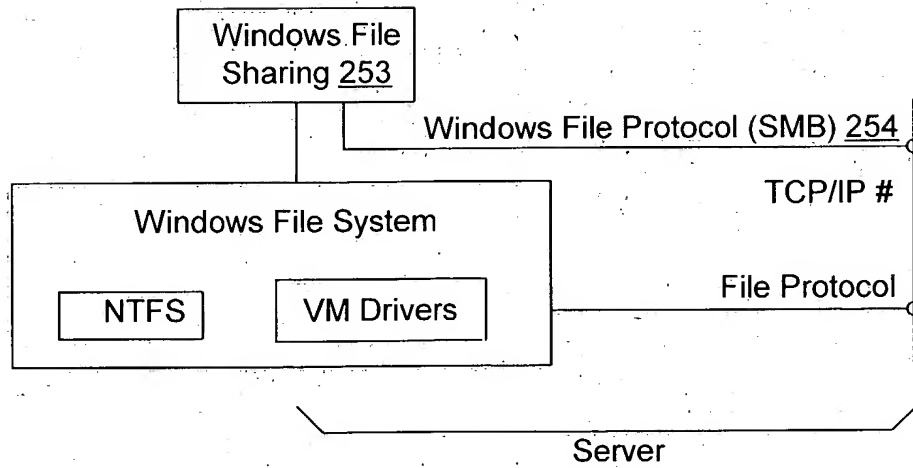 Windows File
Sharing 253
Windows File Protocol (SMB) 254
TCP/IP #
Windows File System
File Protocol
NTFS
VM Drivers
Server